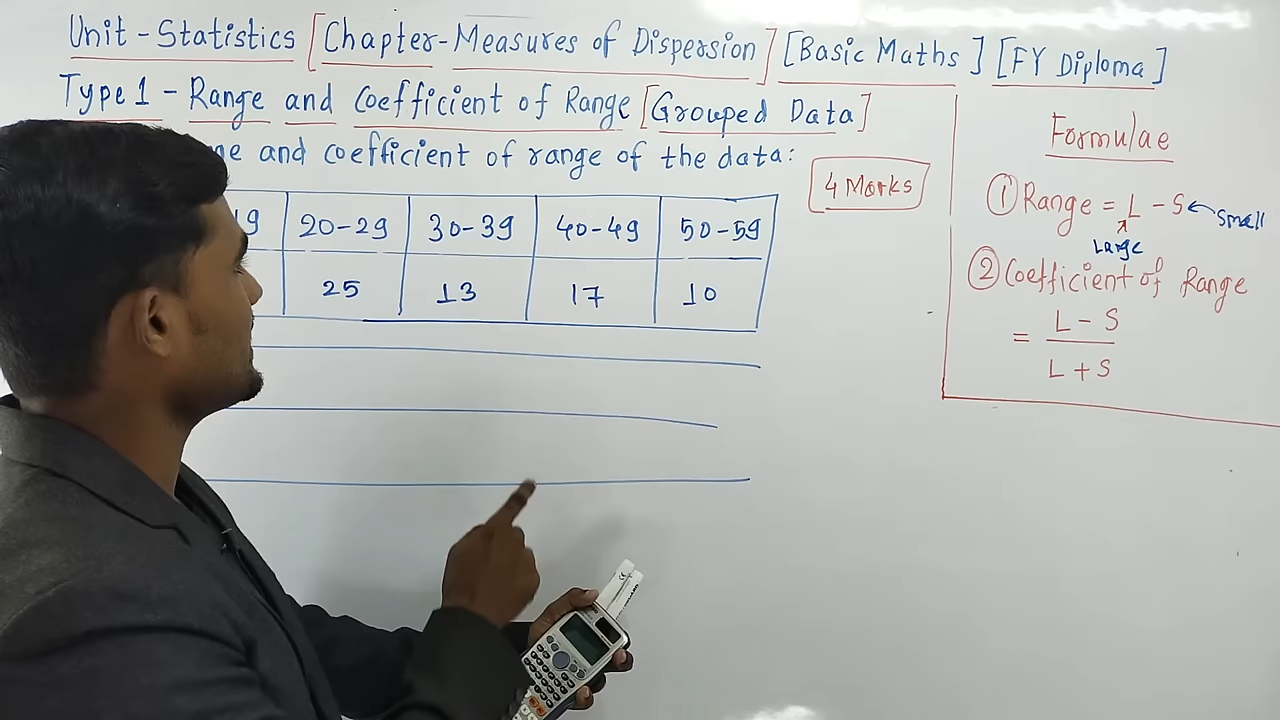 Unit - Statistics [Chapter - Measures of Dispersion] [Basic Maths] [FY Diploma]
Type 1 - Range and Coefficient of Range [Grouped Data]
and coefficient of range of the data:
4 Marks
20-29 30-39 40-49 50-59
25 13 17 10
Formulae
① Range = L - S ← Small
Large
② Coefficient of Range
= L - S
L + S